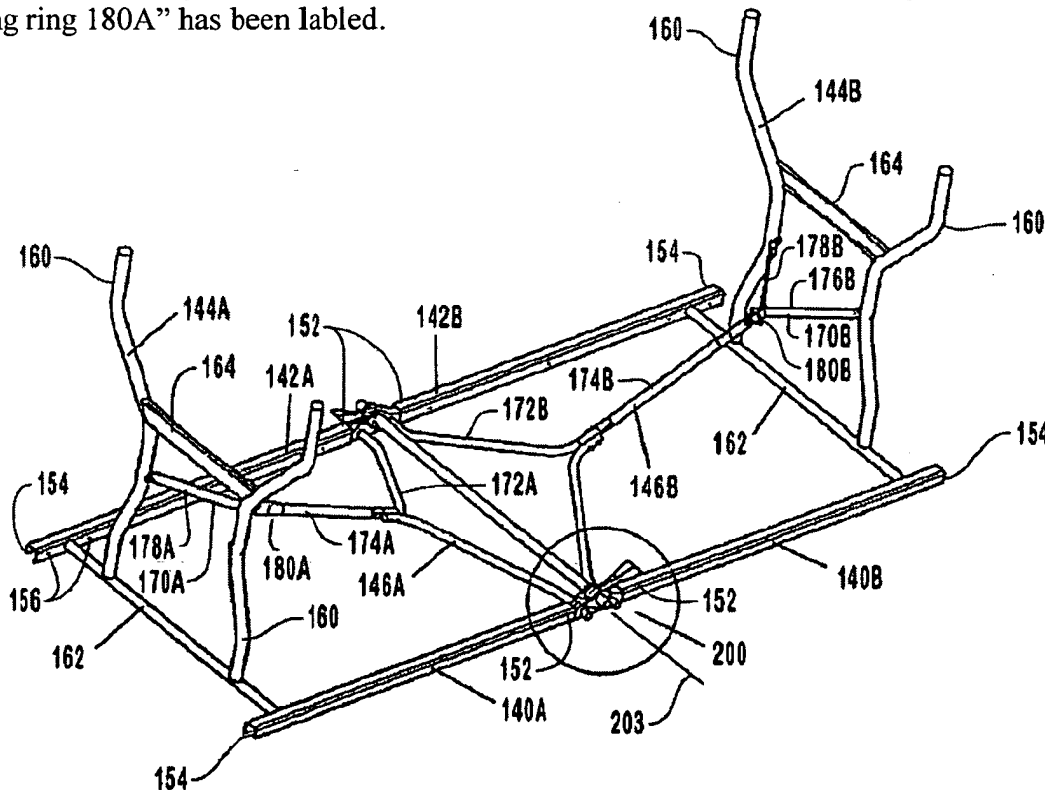 ng ring 180A” has been labled.
160
144B
164
160
160
154
178B
176B
144A
152
142B
170B
164
142A
174B
180B
172B
154
162
154
172A
146B
178A
174A
170A
180A
146A
140B
156
152
160
162
200
152
140A
203
154